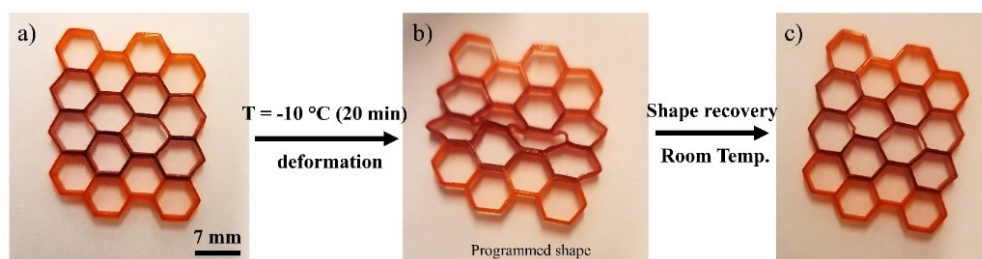 a)
7 mm
T = -10 °C (20 min)
deformation
b)
Programmed shape
Shape recovery
Room Temp.
c)